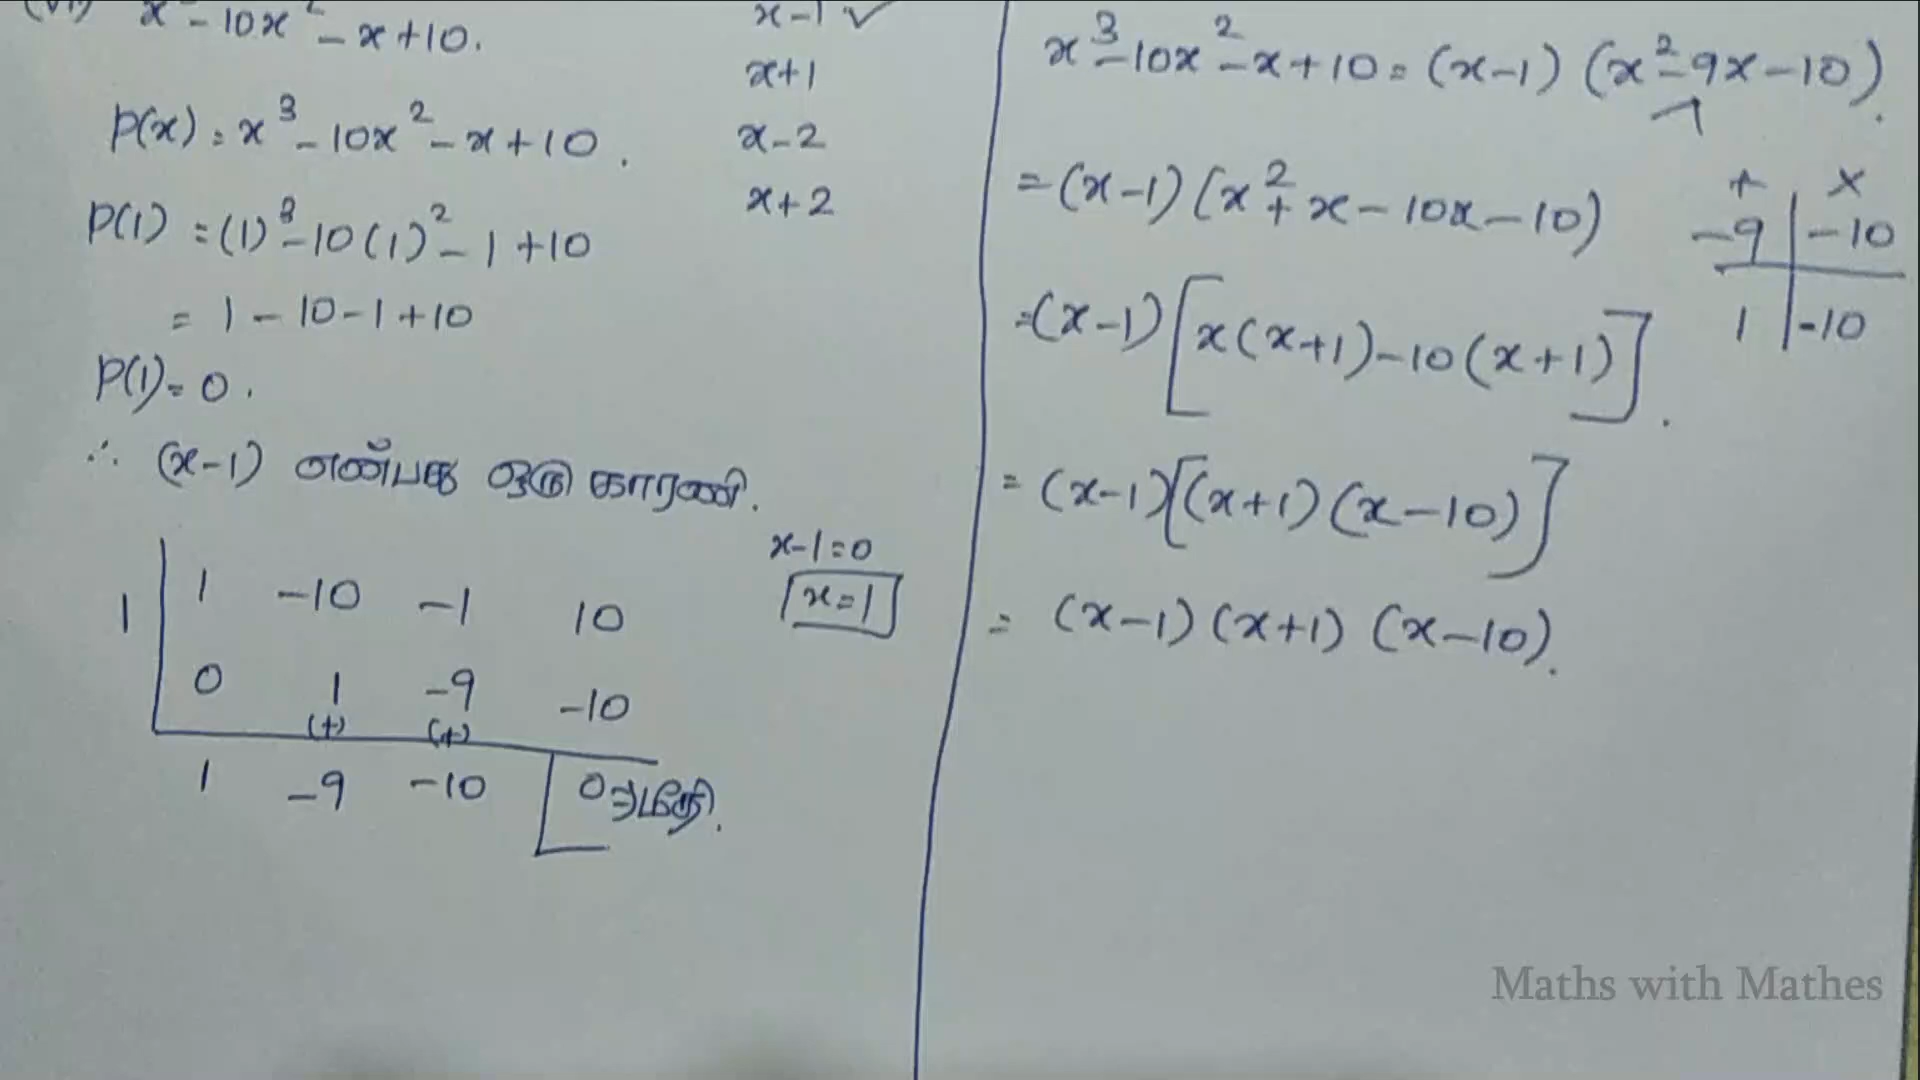 (vi) x³ - 10x² - x + 10.
x-1 ✓
x+1
x-2
x+2
P(x) = x³ - 10x² - x + 10.
P(1) = (1)³ - 10(1)² - 1 + 10
= 1 - 10 - 1 + 10
P(1) = 0.
∴ (x-1) என்பது ஒரு காரணி.
x-1=0
x=1
1 | 1 -10 -1 10
0 1 -9 -10
(+) (+)
1 -9 -10 | 0 → மீதி.
x³ - 10x² - x + 10 = (x-1) (x² - 9x - 10).
= (x-1) (x² + x - 10x - 10)
= (x-1) [x(x+1) - 10(x+1)].
= (x-1) [(x+1) (x-10)]
= (x-1) (x+1) (x-10).
+ | x
-9 | -10
1 | -10
Maths with Mathes